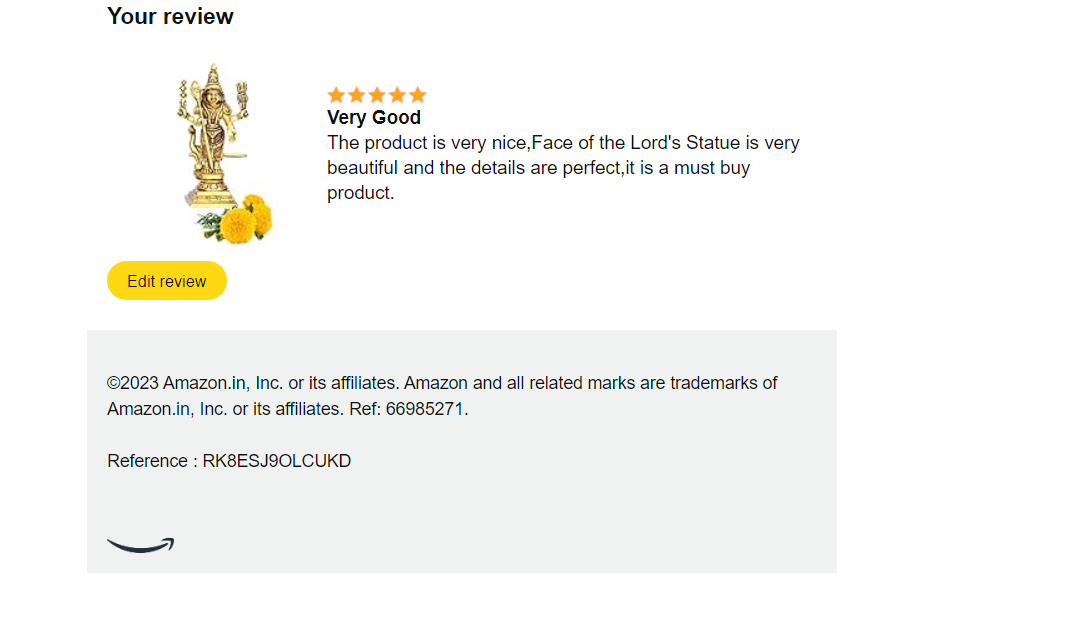 Your review
Very Good
The product is very nice,Face of the Lord's Statue is very
beautiful and the details are perfect,it is a must buy
product.
Edit review
©2023 Amazon.in, Inc. or its affiliates. Amazon and all related marks are trademarks of
Amazon.in, Inc. or its affiliates. Ref: 66985271.
Reference : RK8ESJ9OLCUKD